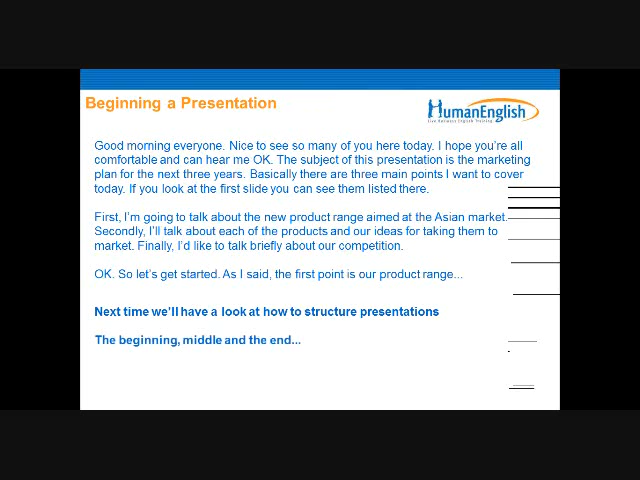 Beginning a Presentation
HumanEnglish
Live Business English Training
Good morning everyone. Nice to see so many of you here today. I hope you're all
comfortable and can hear me OK. The subject of this presentation is the marketing
plan for the next three years. Basically there are three main points I want to cover
today. If you look at the first slide you can see them listed there.
First, I'm going to talk about the new product range aimed at the Asian market.
Secondly, I'll talk about each of the products and our ideas for taking them to
market. Finally, I'd like to talk briefly about our competition.
OK. So let's get started. As I said, the first point is our product range...
Next time we'll have a look at how to structure presentations
The beginning, middle and the end...